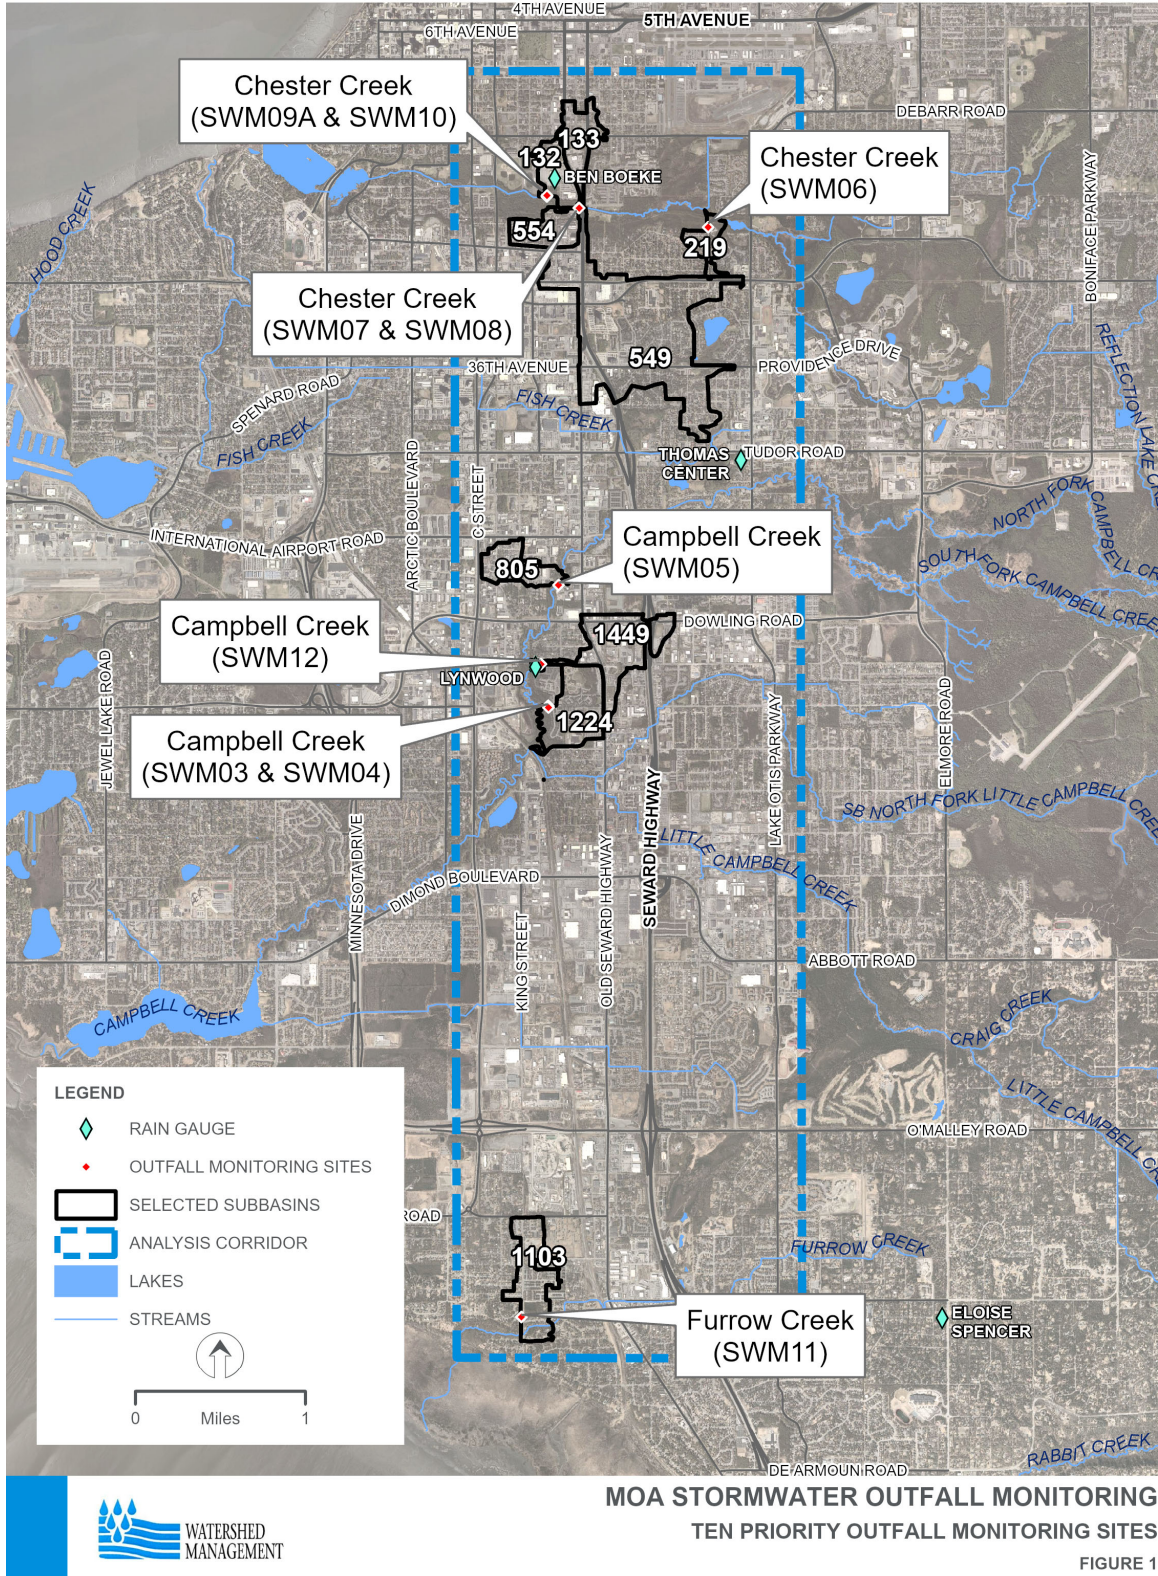 4TH AVENUE
5TH AVENUE
6TH AVENUE
Chester Creek
(SWM09A & SWM10)
DEBARR ROAD
133
132
BEN BOEKE
Chester Creek
(SWM06)
HOOD CREEK
554
219
BONIFACE PARKWAY
Chester Creek
(SWM07 & SWM08)
REFLECTION LAKE CRE
549
36TH AVENUE
PROVIDENCE DRIVE
SPENARD ROAD
FISH CREEK
FISH CREEK
THOMAS
CENTER
TUDOR ROAD
ARCTIC BOULEVARD
C STREET
NORTH FORK CAMPBELL CR
INTERNATIONAL AIRPORT ROAD
Campbell Creek
(SWM05)
805
SOUTH FORK CAMPBELL CREEK
Campbell Creek
(SWM12)
1449
DOWLING ROAD
LYNWOOD
JEWEL LAKE ROAD
1224
Campbell Creek
(SWM03 & SWM04)
ELMORE ROAD
LAKE OTIS PARKWAY
SEWARD HIGHWAY
SB NORTH FORK LITTLE CAMPBELL CREE
LITTLE CAMPBELL CREEK
MINNESOTA DRIVE
DIMOND BOULEVARD
OLD SEWARD HIGHWAY
KING STREET
ABBOTT ROAD
CAMPBELL CREEK
CRAIG CREEK
LITTLE CAMPBELL CR
O'MALLEY ROAD
LEGEND
RAIN GAUGE
OUTFALL MONITORING SITES
SELECTED SUBBASINS
ANALYSIS CORRIDOR
LAKES
STREAMS
0 Miles 1
ROAD
1103
FURROW CREEK
Furrow Creek
(SWM11)
ELOISE
SPENCER
RABBIT CREEK
DE ARMOUN ROAD
WATERSHED
MANAGEMENT
MOA STORMWATER OUTFALL MONITORING
TEN PRIORITY OUTFALL MONITORING SITES
FIGURE 1